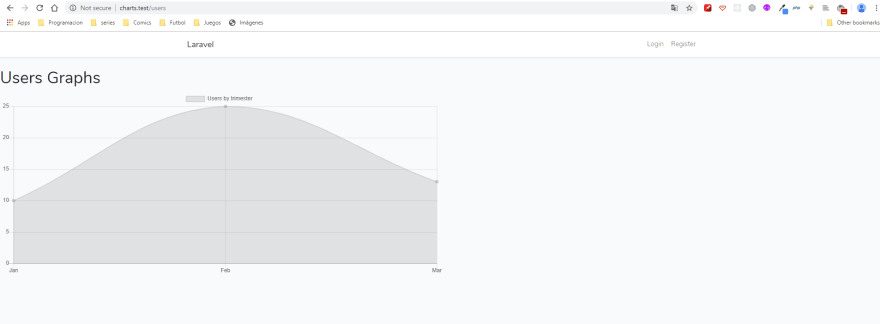 Not secure | charts.test/users
Apps Programacion series Comics Futbol Juegos Imágenes Other bookmarks
Laravel Login Register
Users Graphs
Users by trimester
25
20
15
10
5
0
Jan Feb Mar